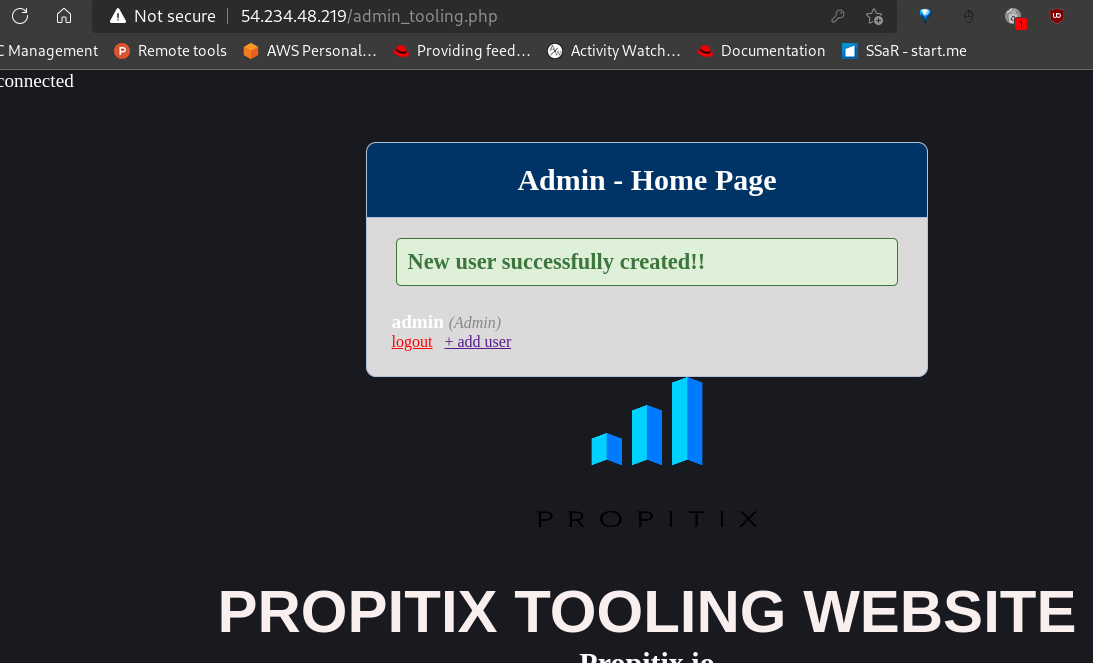 Not secure | 54.234.48.219/admin_tooling.php
C Management Remote tools AWS Personal... Providing feed... Activity Watch... Documentation SSaR - start.me
connected
Admin - Home Page
New user successfully created!!
admin (Admin)
logout + add user
PROPITIX
PROPITIX TOOLING WEBSITE
Propitix.io